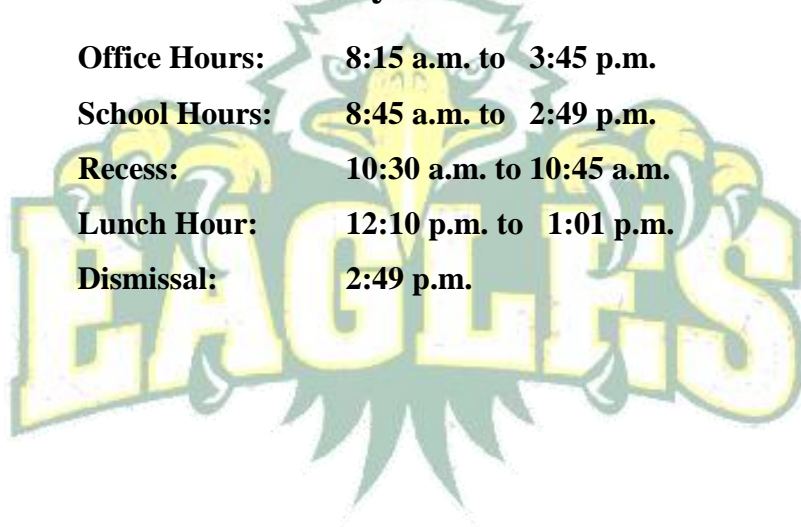 Office Hours: 8:15 a.m. to 3:45 p.m.
School Hours: 8:45 a.m. to 2:49 p.m.
Recess: 10:30 a.m. to 10:45 a.m.
Lunch Hour: 12:10 p.m. to 1:01 p.m.
Dismissal: 2:49 p.m.
EAGLES